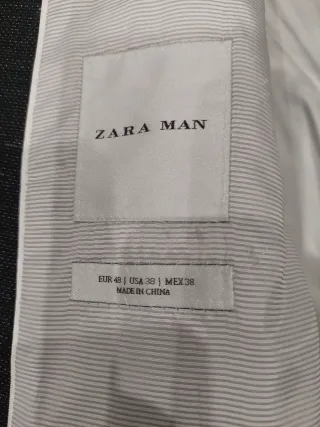 ZARA MAN
EUR 48 | USA 38 | MEX 38
MADE IN CHINA